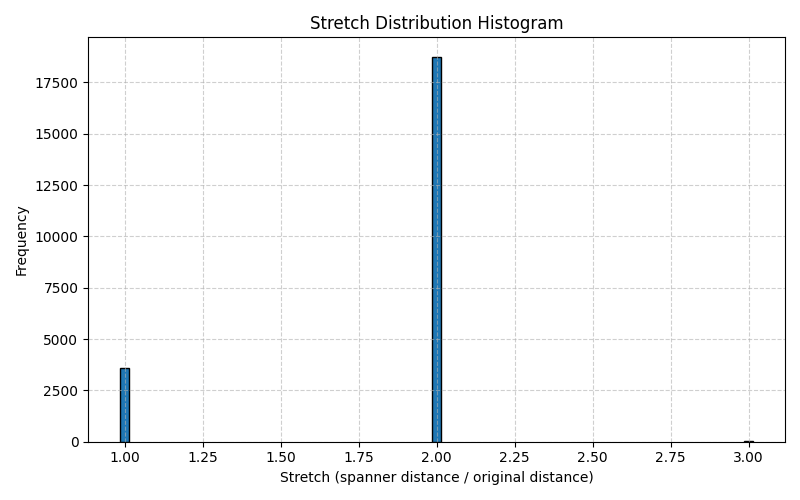 Stretch Distribution Histogram
17500
15000
12500
10000
7500
5000
2500
0
Frequency
1.00 1.25 1.50 1.75 2.00 2.25 2.50 2.75 3.00
Stretch (spanner distance / original distance)